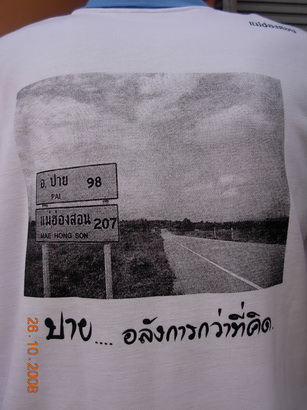 อ.ปาย 98
PAI
แม่ฮ่องสอน 207
MAE HONG SON
ปาย.... อลังการกว่าที่คิด.
26.10.2008